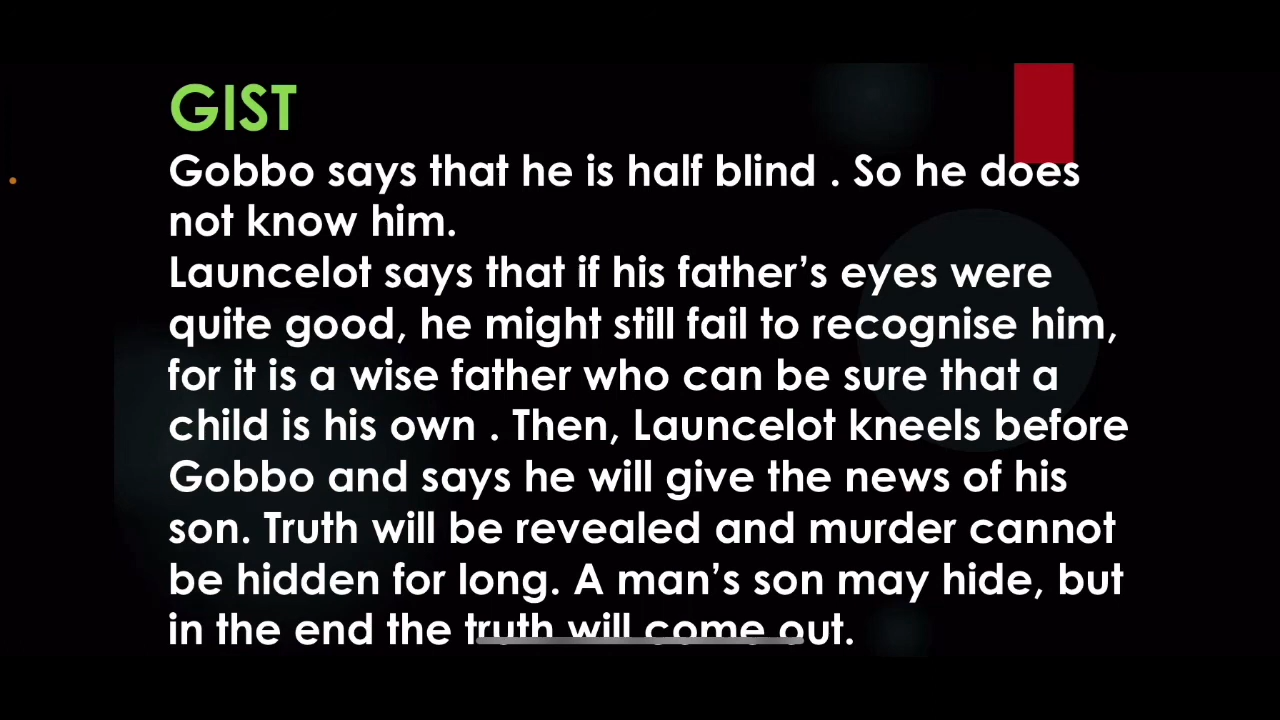 GIST
Gobbo says that he is half blind . So he does
not know him.
Launcelot says that if his father’s eyes were
quite good, he might still fail to recognise him,
for it is a wise father who can be sure that a
child is his own . Then, Launcelot kneels before
Gobbo and says he will give the news of his
son. Truth will be revealed and murder cannot
be hidden for long. A man’s son may hide, but
in the end the truth will come out.